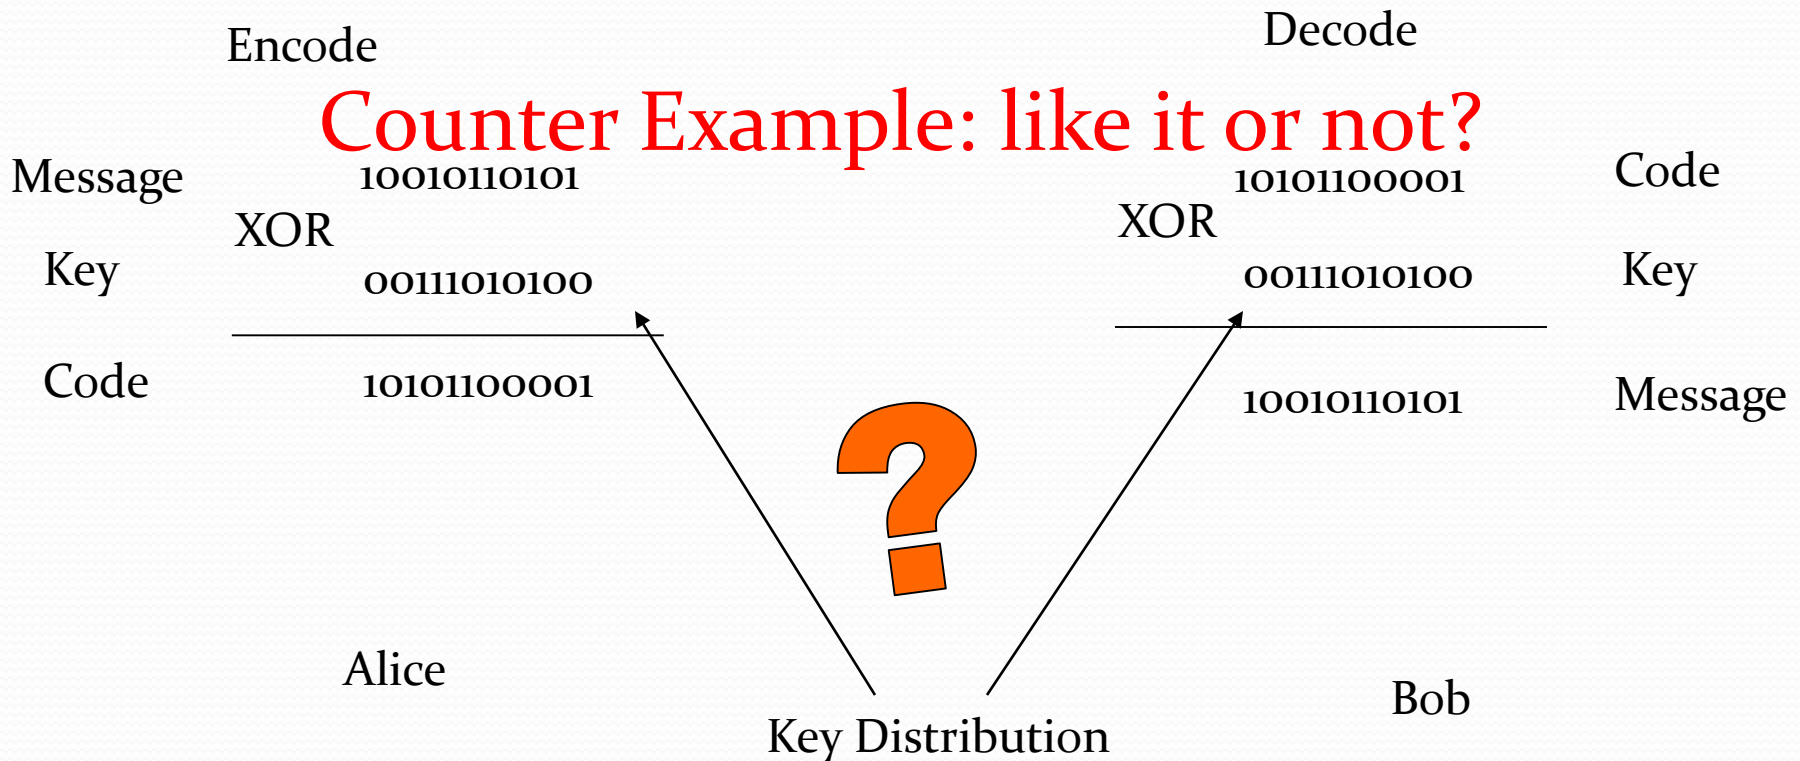 Encode
Decode
Counter Example: like it or not?
Message 10010110101
XOR
Key 00111010100
Code 10101100001
10101100001 Code
XOR
00111010100 Key
10010110101 Message
?
Alice
Bob
Key Distribution